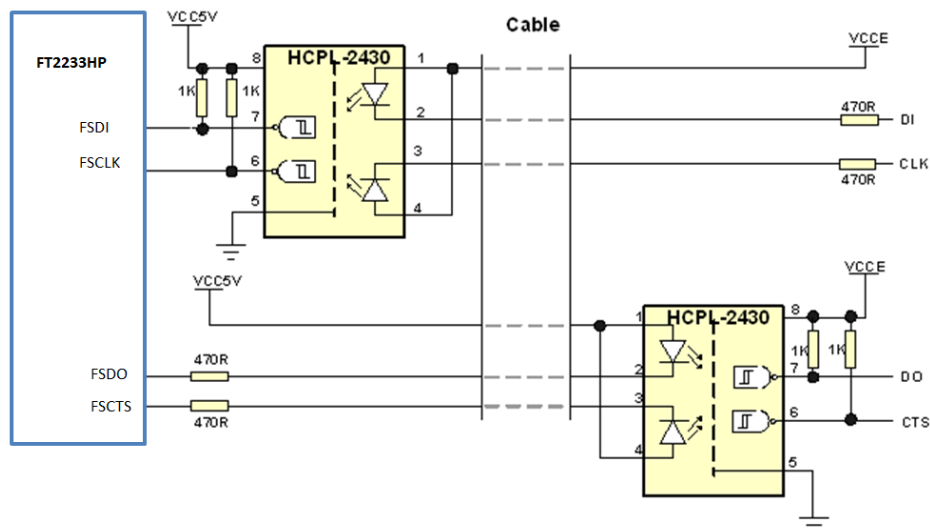 VCC5V
Cable
VCCE
FT2233HP
8
HCPL-2430
1
1K
1K
470R
FSDI
7
2
DI
FSCLK
6
3
CLK
470R
5
4
VCC5V
VCCE
1
HCPL-2430
8
470R
1K
1K
FSDO
2
7
DO
FSCTS
3
6
CTS
470R
4
5